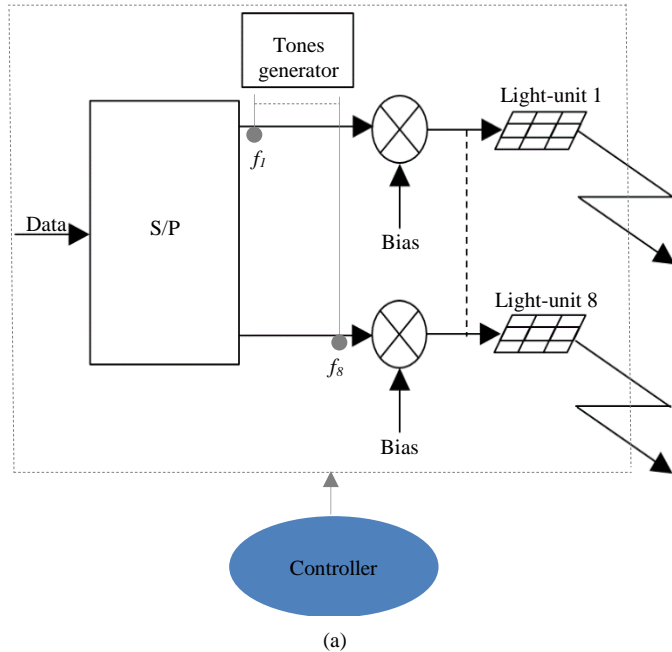 Tones
generator
Light-unit 1
f1
Data
S/P
Bias
Light-unit 8
f8
Bias
Controller
(a)